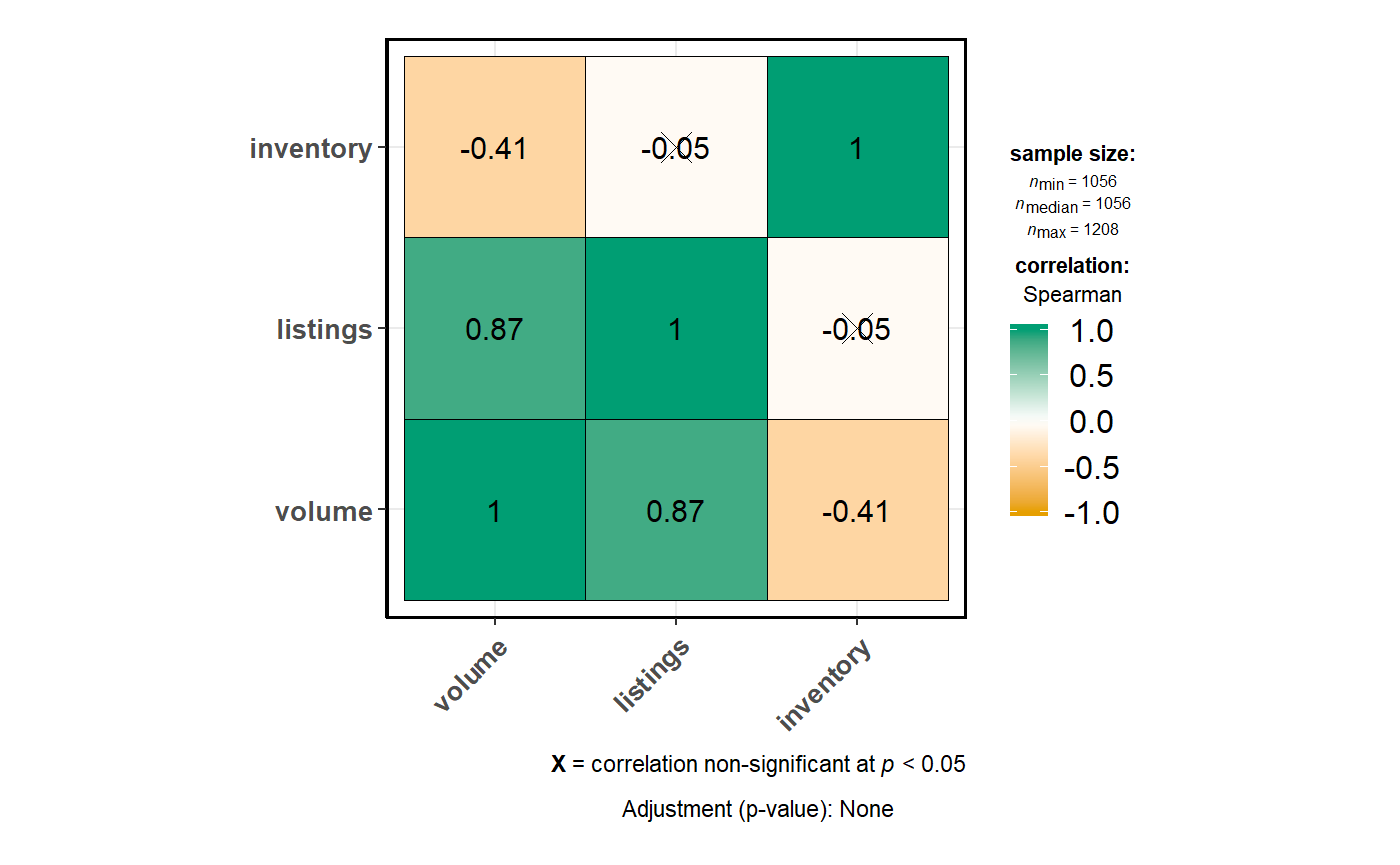 inventory -0.41 -0.05 1
listings 0.87 1 -0.05
volume 1 0.87 -0.41
volume listings inventory
sample size:
nmin = 1056
nmedian = 1056
nmax = 1208
correlation:
Spearman
1.0
0.5
0.0
-0.5
-1.0
X = correlation non-significant at p < 0.05
Adjustment (p-value): None